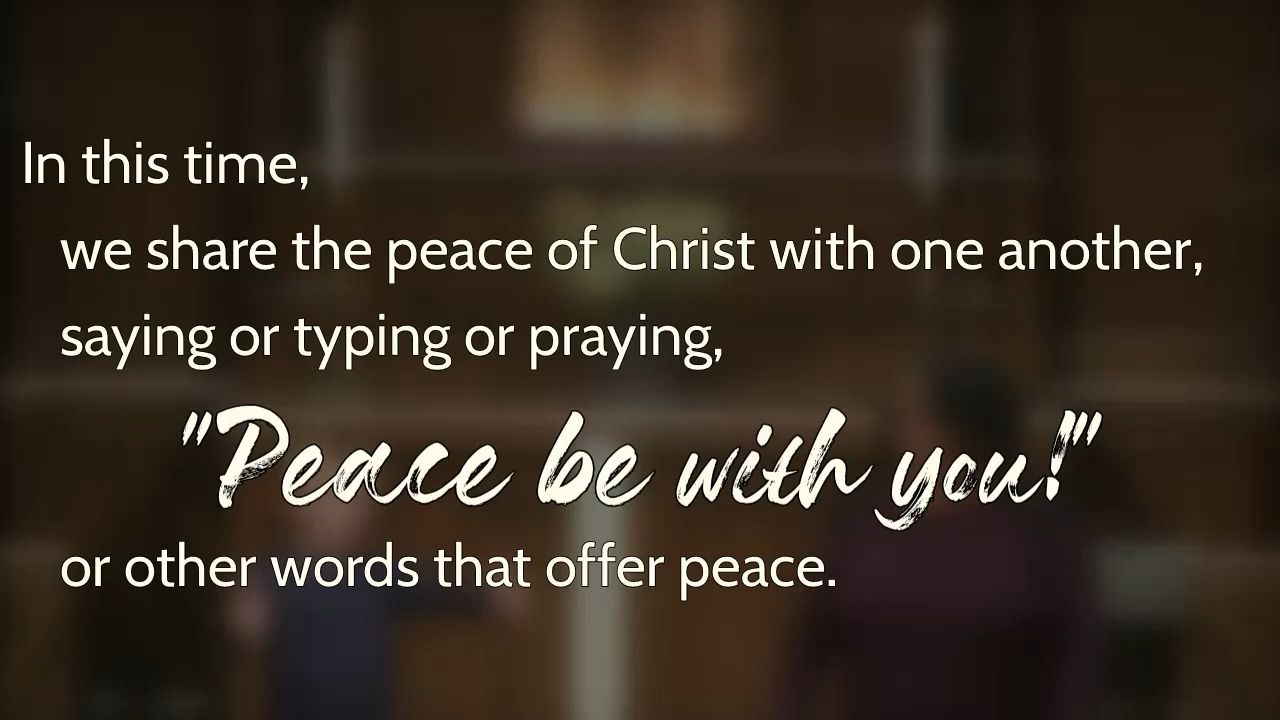 In this time,
we share the peace of Christ with one another,
saying or typing or praying,
"Peace be with you!"
or other words that offer peace.